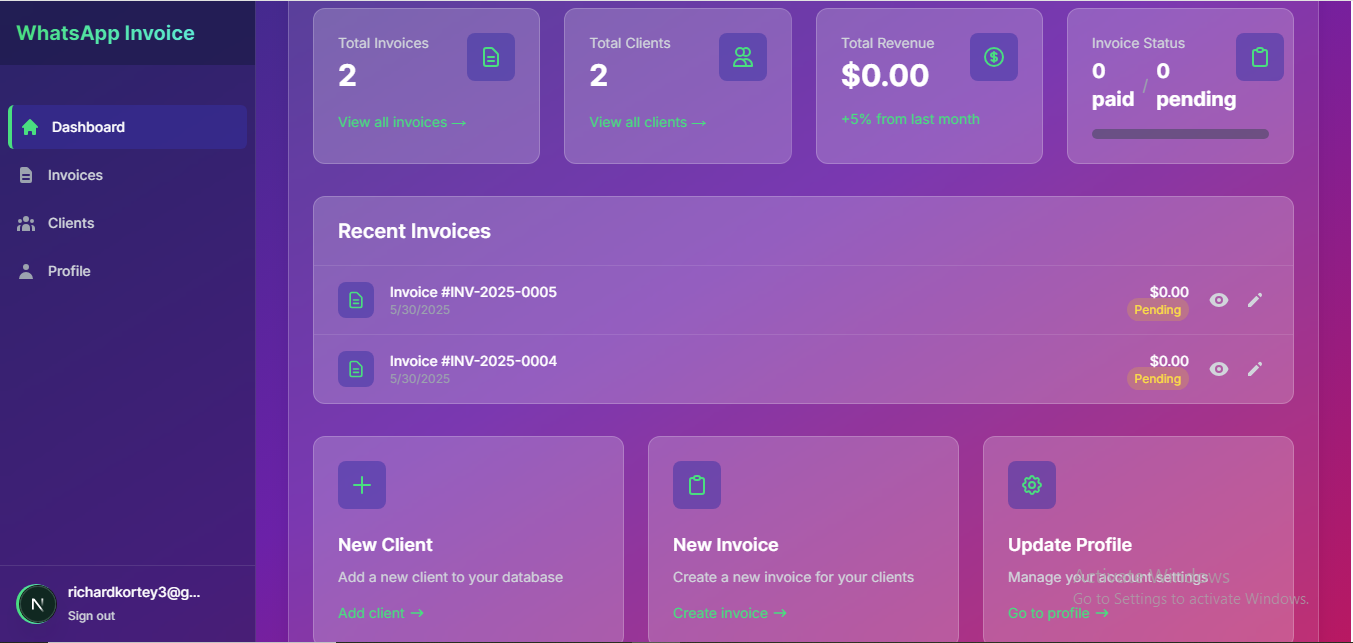 WhatsApp Invoice
Dashboard
Invoices
Clients
Profile
richardkortey3@g...
Sign out
N
Total Invoices
2
View all invoices →
Total Clients
2
View all clients →
Total Revenue
$0.00
+5% from last month
Invoice Status
0 / 0
paid pending
Recent Invoices
Invoice #INV-2025-0005
5/30/2025
$0.00
Pending
Invoice #INV-2025-0004
5/30/2025
$0.00
Pending
New Client
Add a new client to your database
Add client →
New Invoice
Create a new invoice for your clients
Create invoice →
Update Profile
Manage your account settings
Go to profile →
Activate Windows
Go to Settings to activate Windows.